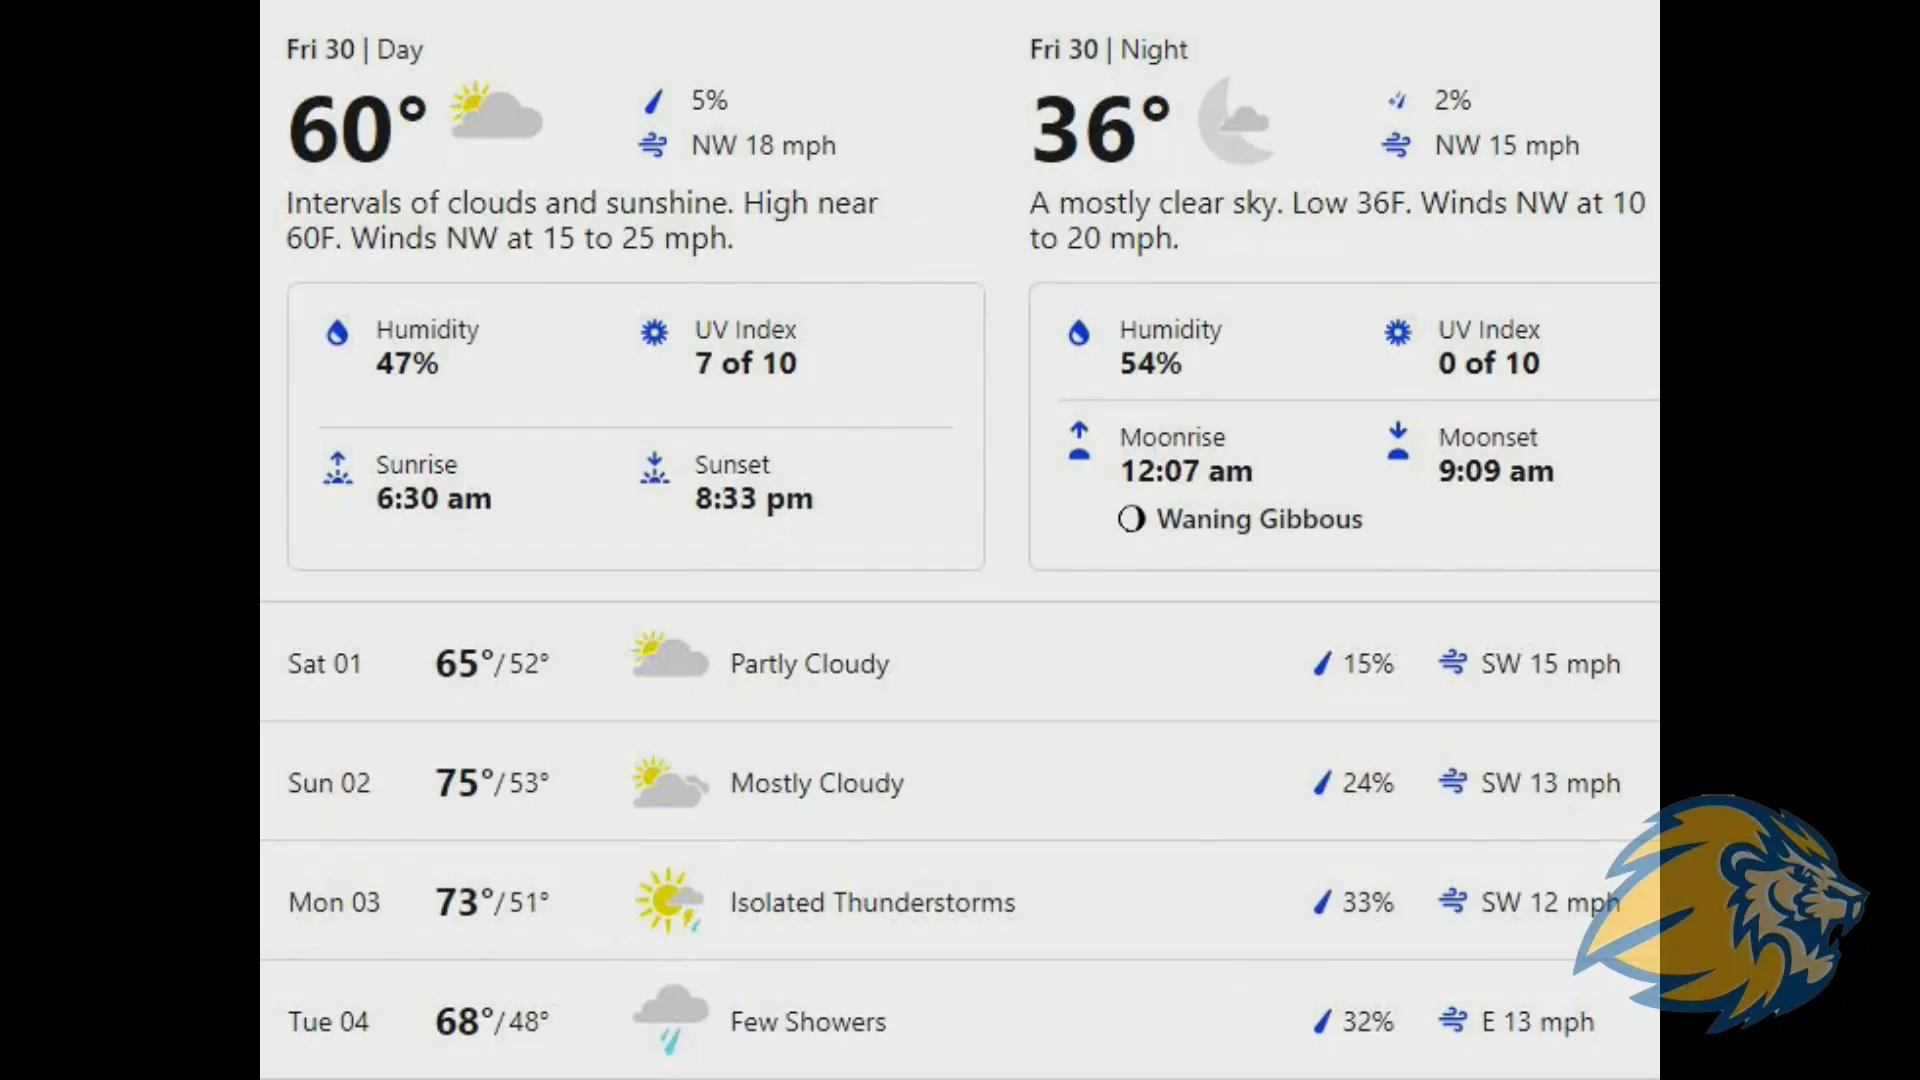 Fri 30 | Day
60°
5%
NW 18 mph
Intervals of clouds and sunshine. High near
60F. Winds NW at 15 to 25 mph.
Humidity
47%
UV Index
7 of 10
Sunrise
6:30 am
Sunset
8:33 pm
Fri 30 | Night
36°
2%
NW 15 mph
A mostly clear sky. Low 36F. Winds NW at 10
to 20 mph.
Humidity
54%
UV Index
0 of 10
Moonrise
12:07 am
Moonset
9:09 am
Waning Gibbous
Sat 01 65°/52° Partly Cloudy 15% SW 15 mph
Sun 02 75°/53° Mostly Cloudy 24% SW 13 mph
Mon 03 73°/51° Isolated Thunderstorms 33% SW 12 mph
Tue 04 68°/48° Few Showers 32% E 13 mph